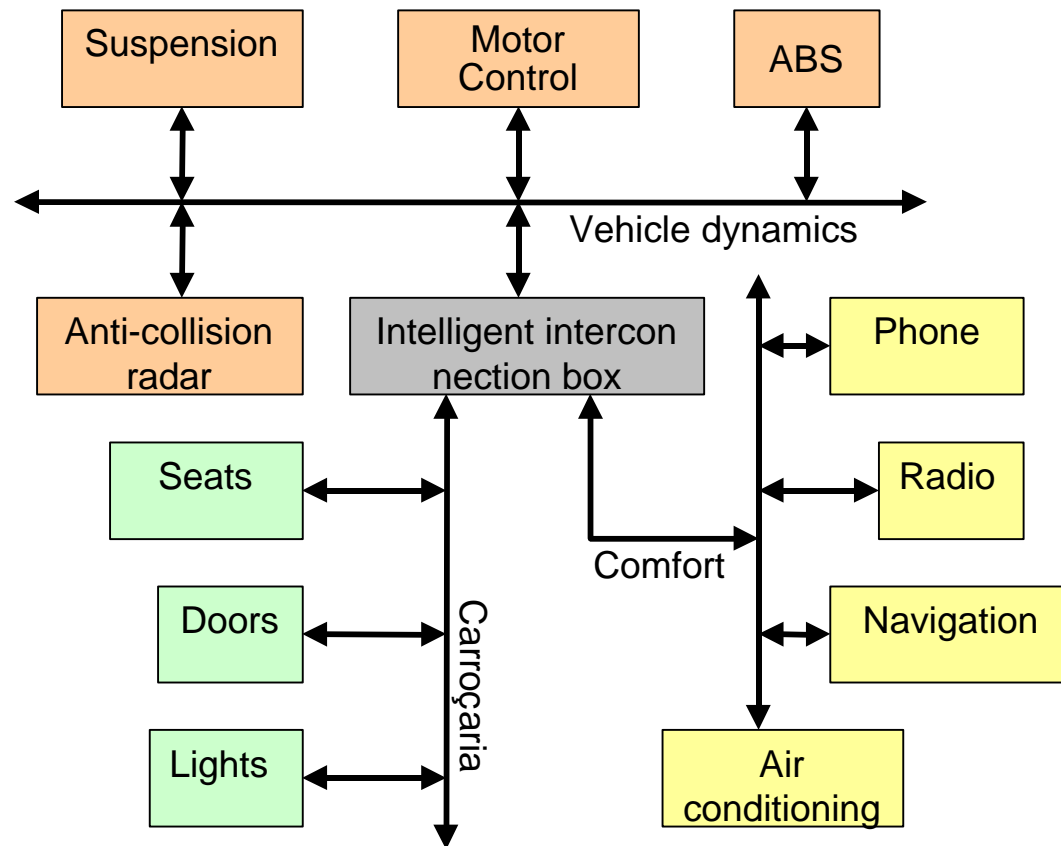 Suspension
Motor
Control
ABS
Vehicle dynamics
Anti-collision
radar
Intelligent intercon
nection box
Phone
Seats
Radio
Comfort
Doors
Carroçaria
Navigation
Lights
Air
conditioning